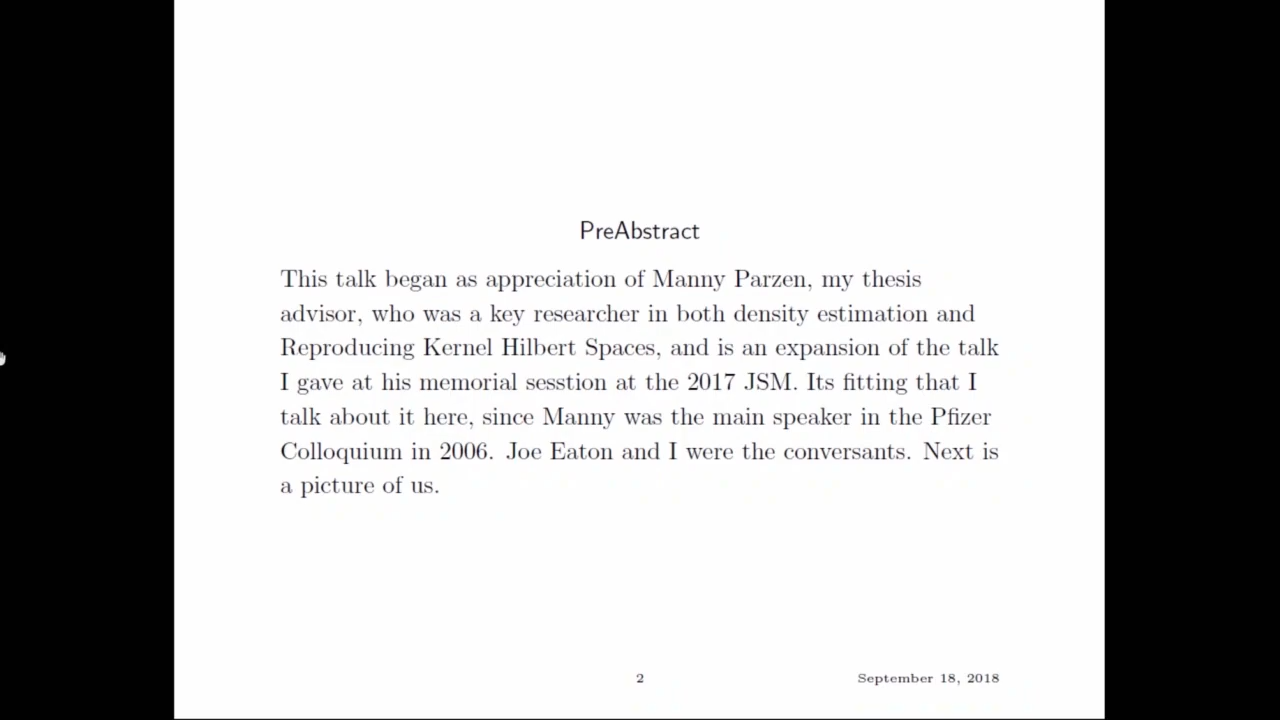 PreAbstract
This talk began as appreciation of Manny Parzen, my thesis
advisor, who was a key researcher in both density estimation and
Reproducing Kernel Hilbert Spaces, and is an expansion of the talk
I gave at his memorial sesstion at the 2017 JSM. Its fitting that I
talk about it here, since Manny was the main speaker in the Pfizer
Colloquium in 2006. Joe Eaton and I were the conversants. Next is
a picture of us.
2 September 18, 2018